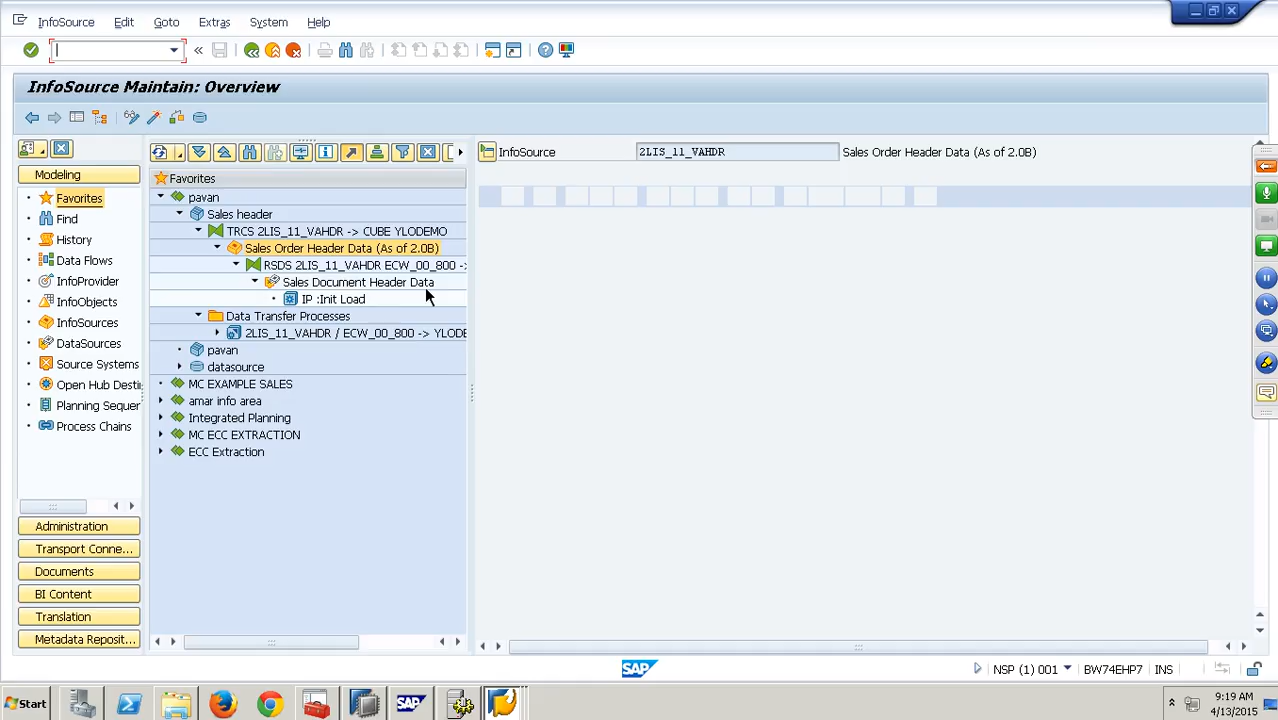 InfoSource Edit Goto Extras System Help
InfoSource Maintain: Overview
Modeling
Favorites
Find
History
Data Flows
InfoProvider
InfoObjects
InfoSources
DataSources
Source Systems
Open Hub Desti
Planning Sequer
Process Chains
Administration
Transport Conne...
Documents
BI Content
Translation
Metadata Reposit...
Favorites
pavan
Sales header
TRCS 2LIS_11_VAHDR -> CUBE YLODEMO
Sales Order Header Data (As of 2.0B)
RSDS 2LIS_11_VAHDR ECW_00_800 ->
Sales Document Header Data
IP :Init Load
Data Transfer Processes
2LIS_11_VAHDR / ECW_00_800 -> YLODE
pavan
datasource
MC EXAMPLE SALES
amar info area
Integrated Planning
MC ECC EXTRACTION
ECC Extraction
InfoSource 2LIS_11_VAHDR Sales Order Header Data (As of 2.0B)
SAP
NSP (1) 001 BW74EHP7 INS
Start
SAP
9:19 AM
4/13/2015